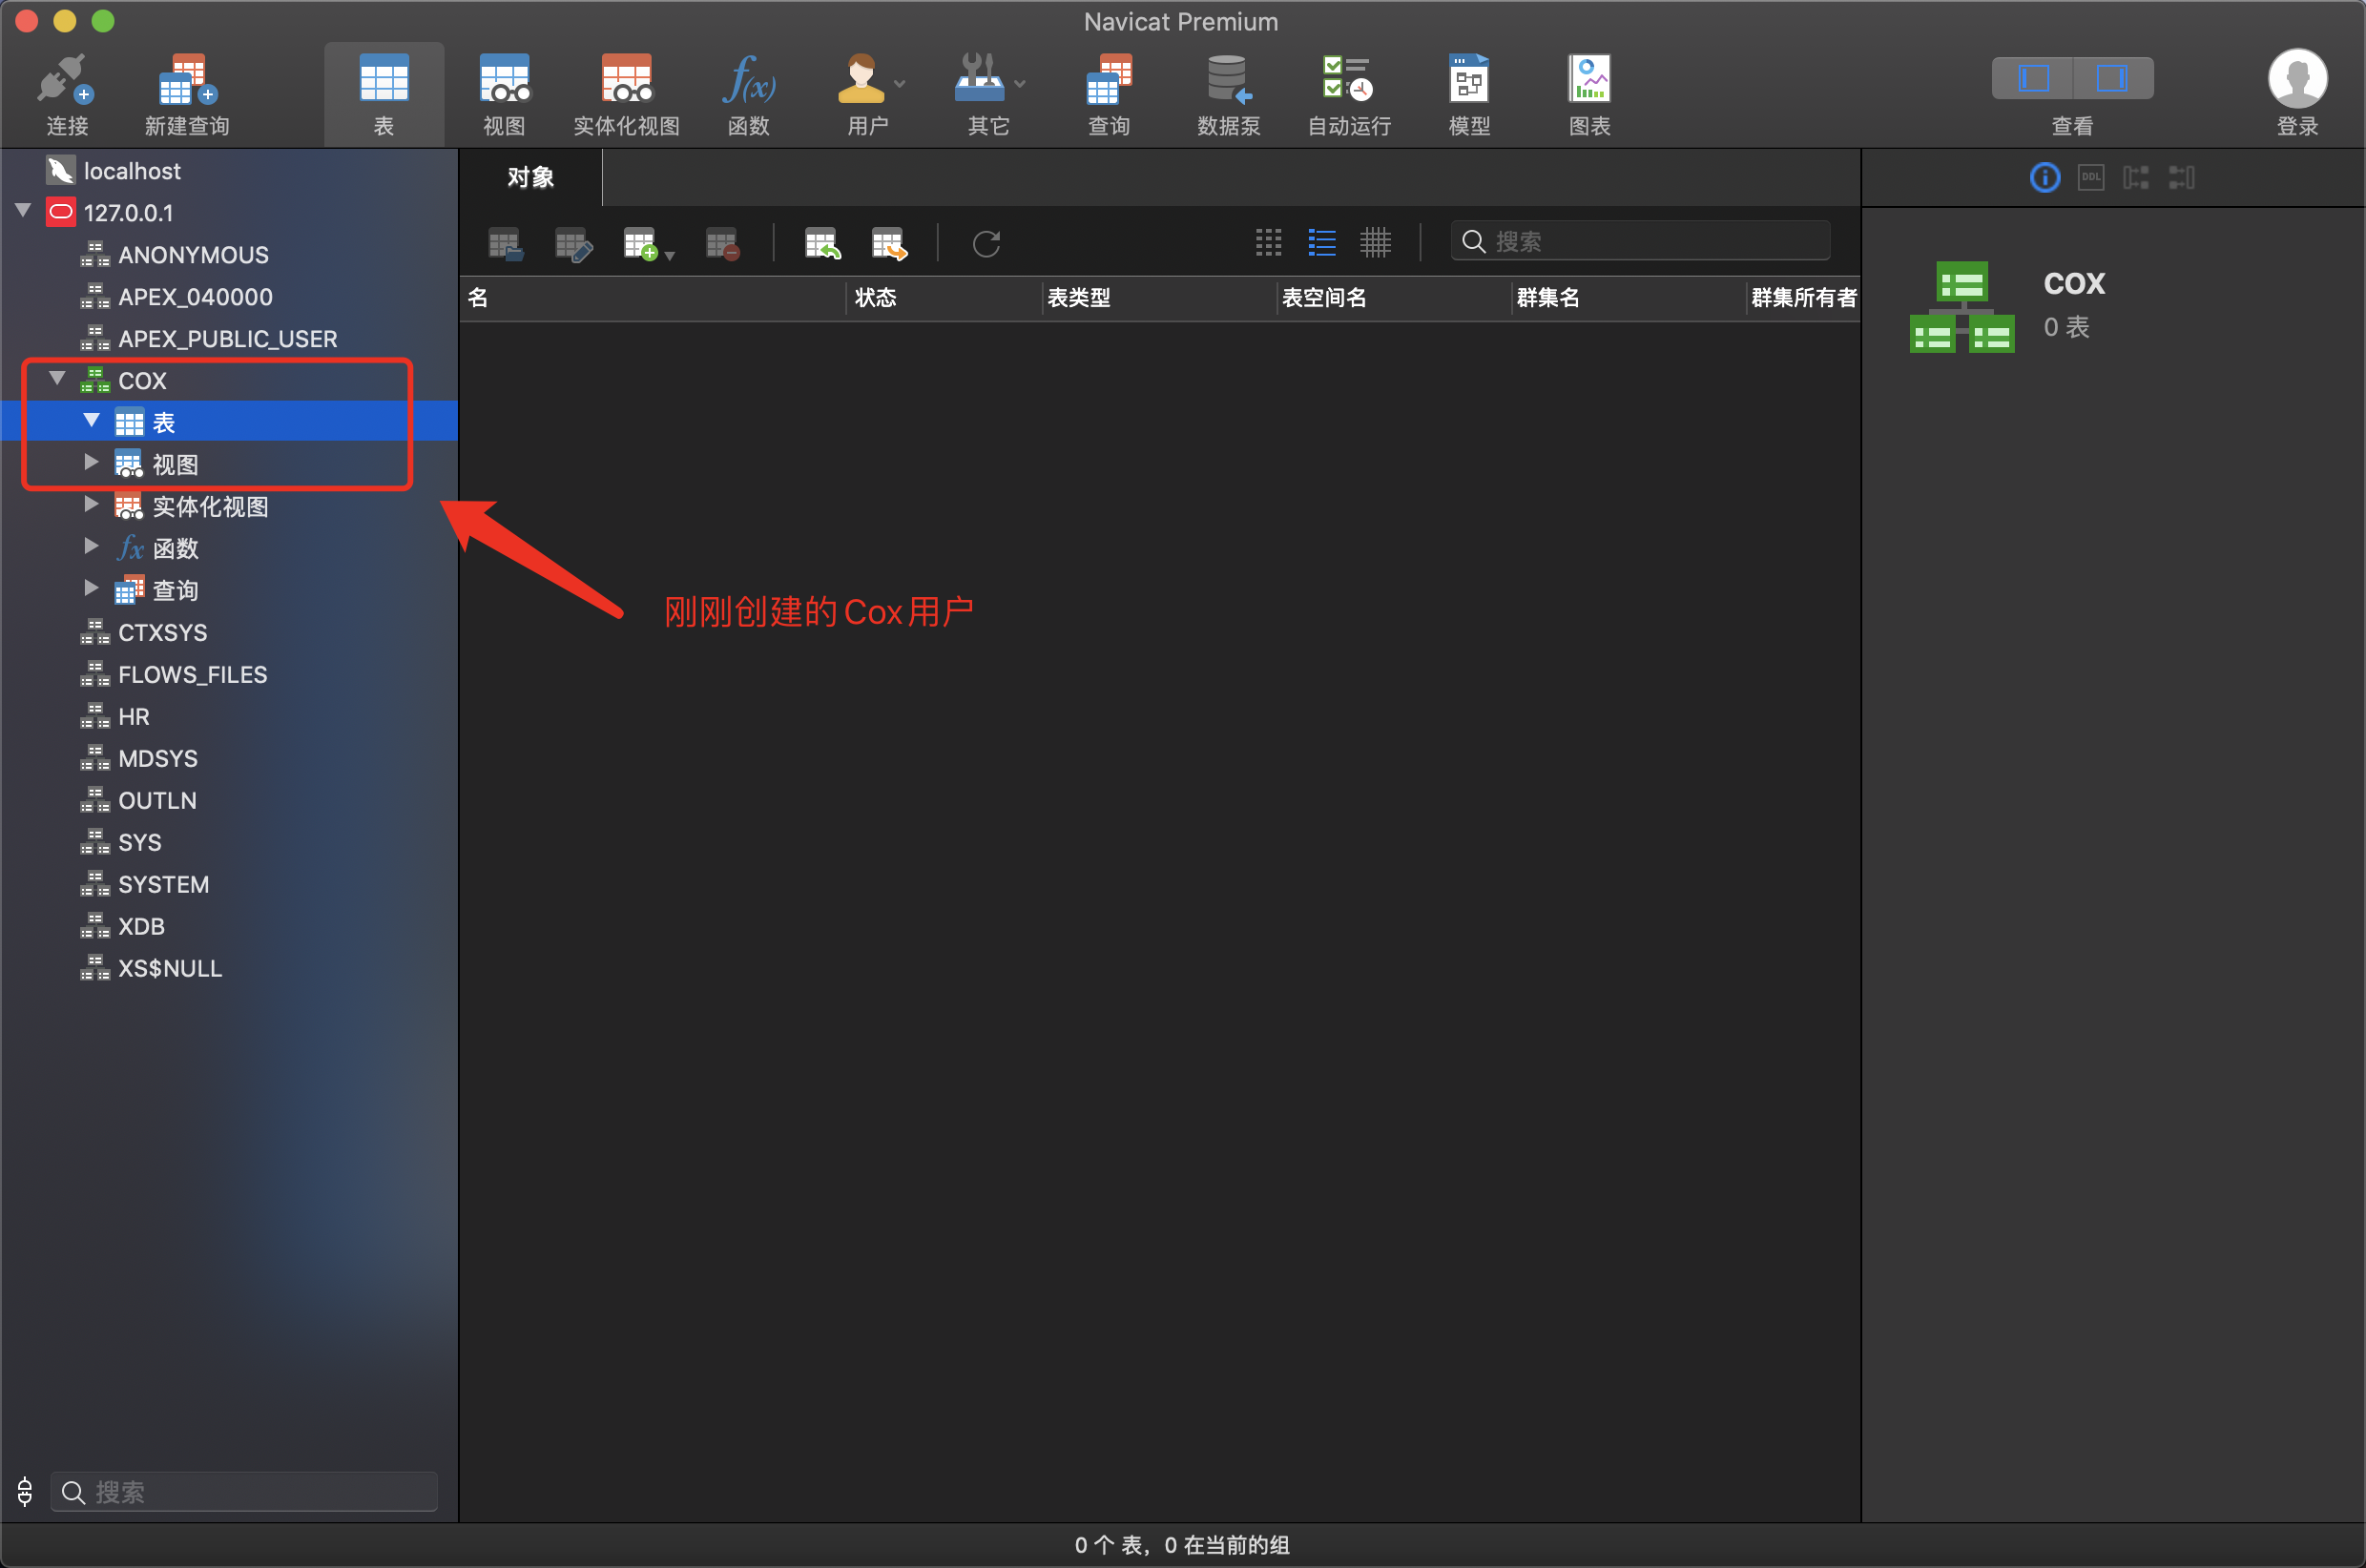 Navicat Premium
连接
新建查询
表
视图
实体化视图
函数
用户
其它
查询
数据泵
自动运行
模型
图表
查看
登录
localhost
127.0.0.1
ANONYMOUS
APEX_040000
APEX_PUBLIC_USER
COX
表
视图
实体化视图
函数
查询
CTXSYS
FLOWS_FILES
HR
MDSYS
OUTLN
SYS
SYSTEM
XDB
XS$NULL
搜索
对象
搜索
名 状态 表类型 表空间名 群集名 群集所有者
刚刚创建的Cox用户
DDL
COX
0 表
0 个 表，0 在当前的组